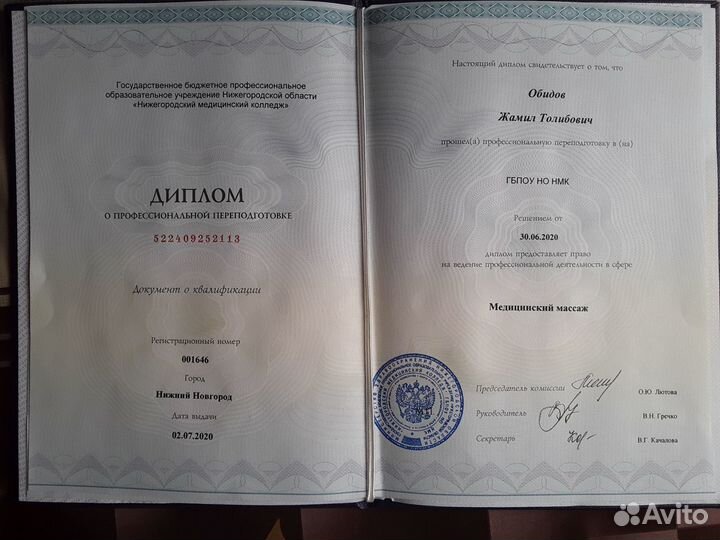 Государственное бюджетное профессиональное
образовательное учреждение Нижегородской области
«Нижегородский медицинский колледж»
ДИПЛОМ
О ПРОФЕССИОНАЛЬНОЙ ПЕРЕПОДГОТОВКЕ
522409252113
Документ о квалификации
Регистрационный номер
001646
Город
Нижний Новгород
Дата выдачи
02.07.2020
Настоящий диплом свидетельствует о том, что
Обидов
Жамил Толибович
прошел(а) профессиональную переподготовку в (на)
ГБПОУ НО НМК
Решением от
30.06.2020
диплом предоставляет право
на ведение профессиональной деятельности в сфере
Медицинский массаж
Председатель комиссии О.Ю. Лютова
Руководитель В.Н. Гречко
Секретарь В.Г Качалова
Avito